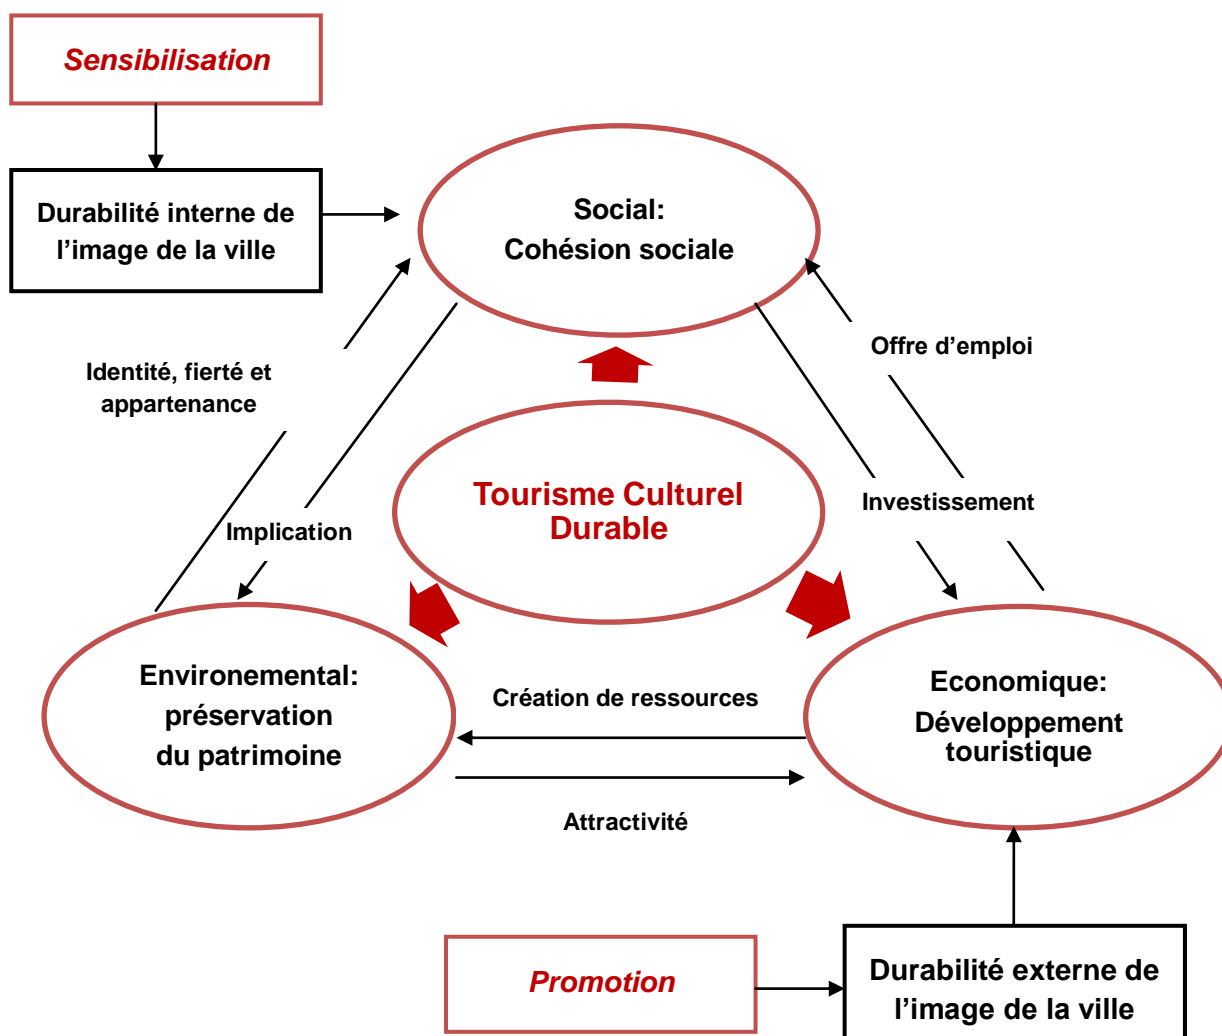 Sensibilisation
Durabilité interne de
l’image de la ville
Social:
Cohésion sociale
Identité, fierté et
appartenance
Offre d’emploi
Implication
Tourisme Culturel
Durable
Investissement
Environemental:
préservation
du patrimoine
Création de ressources
Economique:
Développement
touristique
Attractivité
Promotion
Durabilité externe de
l’image de la ville